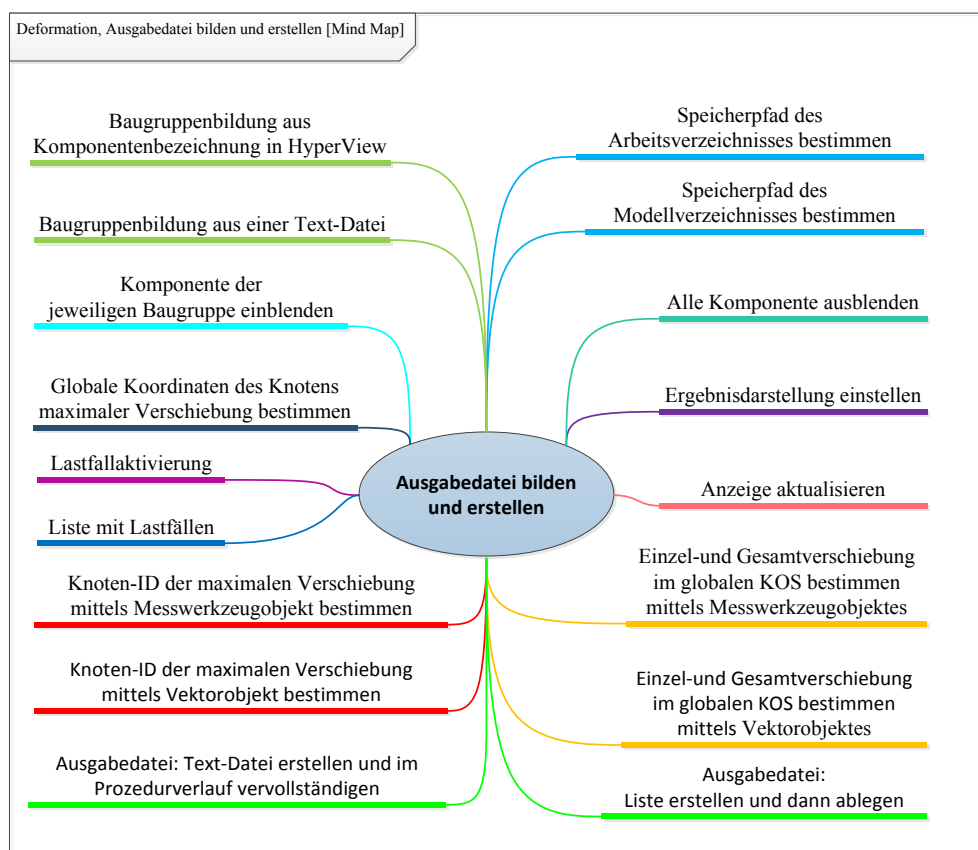 Deformation, Ausgabedatei bilden und erstellen [Mind Map]
Baugruppenbildung aus
Komponentenbezeichnung in HyperView
Baugruppenbildung aus einer Text-Datei
Komponente der
jeweiligen Baugruppe einblenden
Globale Koordinaten des Knotens
maximaler Verschiebung bestimmen
Lastfallaktivierung
Liste mit Lastfällen
Knoten-ID der maximalen Verschiebung
mittels Messwerkzeugobjekt bestimmen
Knoten-ID der maximalen Verschiebung
mittels Vektorobjekt bestimmen
Ausgabedatei: Text-Datei erstellen und im
Prozedurverlauf vervollständigen
Ausgabedatei bilden
und erstellen
Speicherpfad des
Arbeitsverzeichnisses bestimmen
Speicherpfad des
Modellverzeichnisses bestimmen
Alle Komponente ausblenden
Ergebnisdarstellung einstellen
Anzeige aktualisieren
Einzel-und Gesamtverschiebung
im globalen KOS bestimmen
mittels Messwerkzeugobjektes
Einzel-und Gesamtverschiebung
im globalen KOS bestimmen
mittels Vektorobjektes
Ausgabedatei:
Liste erstellen und dann ablegen